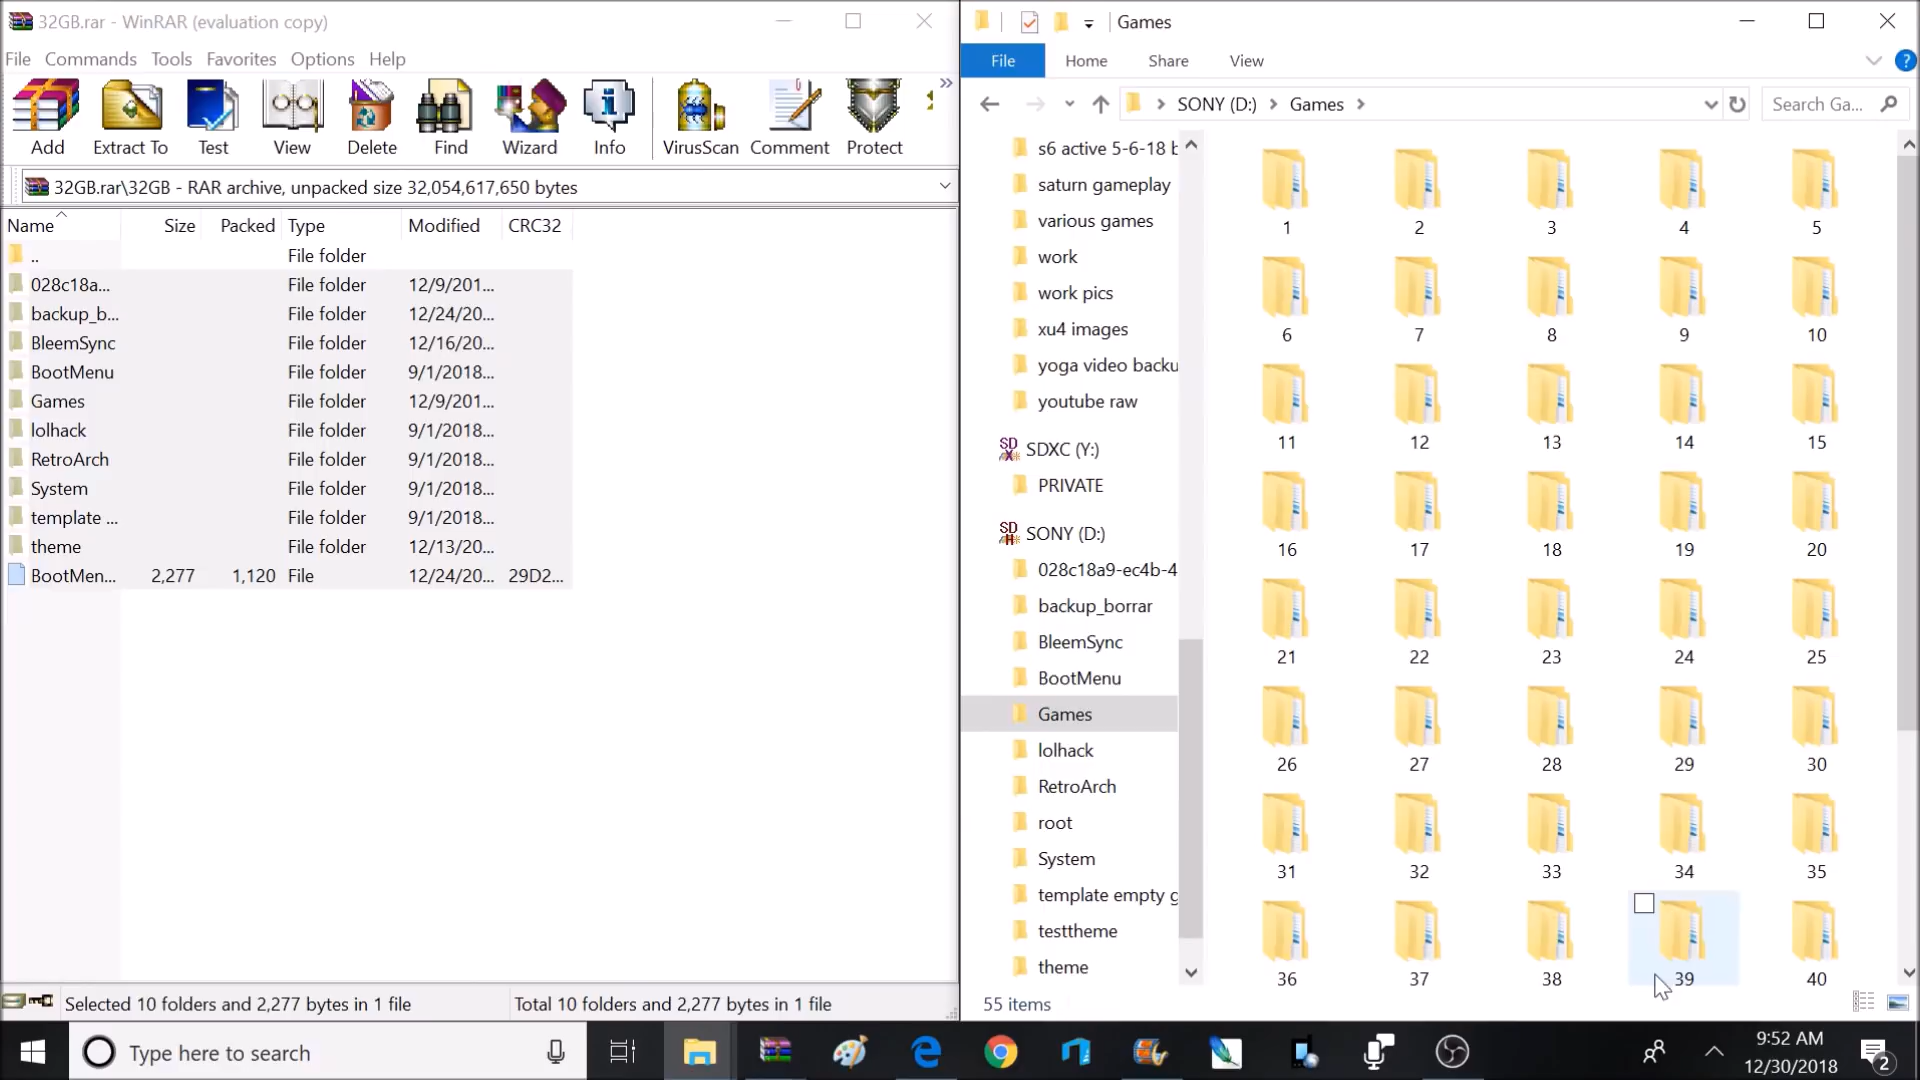 32GB.rar - WinRAR (evaluation copy)
File Commands Tools Favorites Options Help
Add Extract To Test View Delete Find Wizard Info VirusScan Comment Protect
32GB.rar\32GB - RAR archive, unpacked size 32,054,617,650 bytes
Name Size Packed Type Modified CRC32
.. File folder
028c18a... File folder 12/9/201...
backup_b... File folder 12/24/20...
BleemSync File folder 12/16/20...
BootMenu File folder 9/1/2018...
Games File folder 12/9/201...
lolhack File folder 9/1/2018...
RetroArch File folder 9/1/2018...
System File folder 9/1/2018...
template ... File folder 9/1/2018...
theme File folder 12/13/20...
BootMen... 2,277 1,120 File 12/24/20... 29D2...
Selected 10 folders and 2,277 bytes in 1 file Total 10 folders and 2,277 bytes in 1 file
Games
File Home Share View
SONY (D:) Games Search Ga...
s6 active 5-6-18 b
saturn gameplay
various games
work
work pics
xu4 images
yoga video backu
youtube raw
SDXC (Y:)
PRIVATE
SONY (D:)
028c18a9-ec4b-4
backup_borrar
BleemSync
BootMenu
Games
lolhack
RetroArch
root
System
template empty g
testtheme
theme
1 2 3 4 5
6 7 8 9 10
11 12 13 14 15
16 17 18 19 20
21 22 23 24 25
26 27 28 29 30
31 32 33 34 35
36 37 38 39 40
55 items
Type here to search
9:52 AM
12/30/2018
2